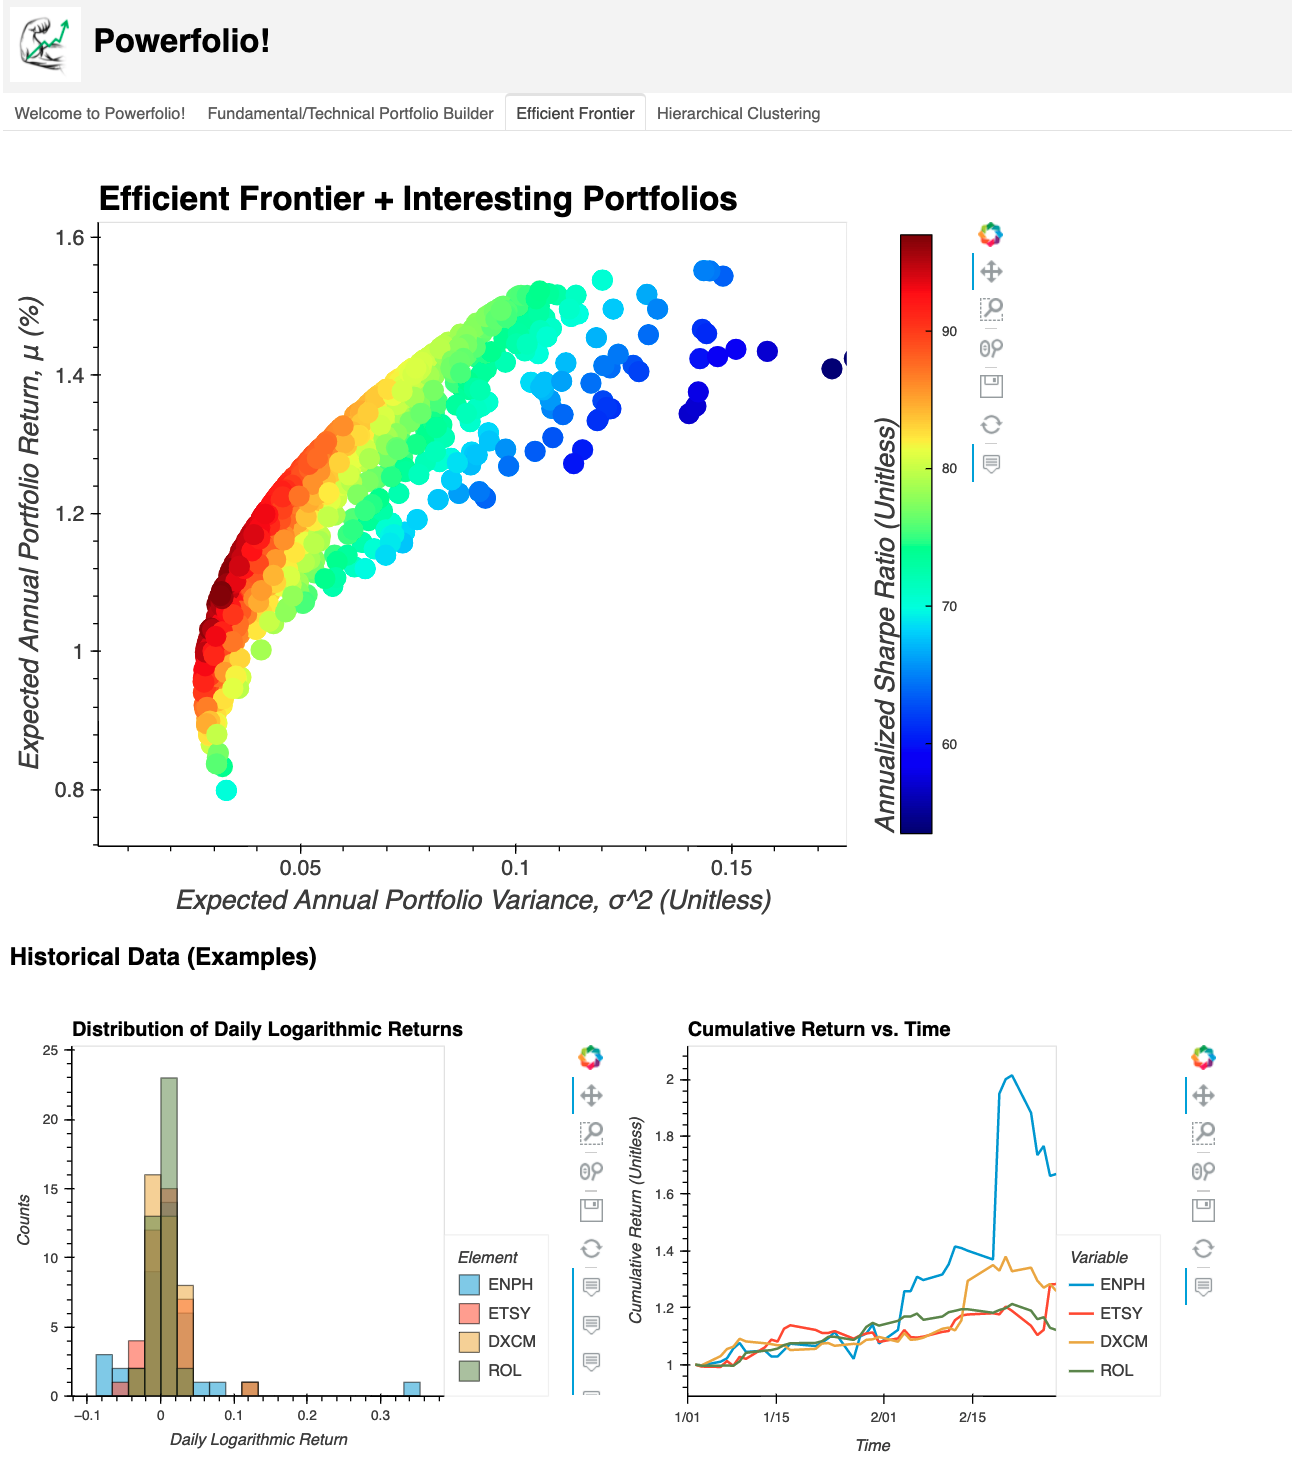 Powerfolio!
Welcome to Powerfolio! Fundamental/Technical Portfolio Builder Efficient Frontier Hierarchical Clustering
Efficient Frontier + Interesting Portfolios
Expected Annual Portfolio Return, μ (%)
1.6
1.4
1.2
1
0.8
0.05 0.1 0.15
Expected Annual Portfolio Variance, σ^2 (Unitless)
Annualized Sharpe Ratio (Unitless)
90
80
70
60
Historical Data (Examples)
Distribution of Daily Logarithmic Returns
Counts
25
20
15
10
5
0
−0.1 0 0.1 0.2 0.3
Daily Logarithmic Return
Element
ENPH
ETSY
DXCM
ROL
Cumulative Return vs. Time
Cumulative Return (Unitless)
2
1.8
1.6
1.4
1.2
1
1/01 1/15 2/01 2/15
Time
Variable
ENPH
ETSY
DXCM
ROL